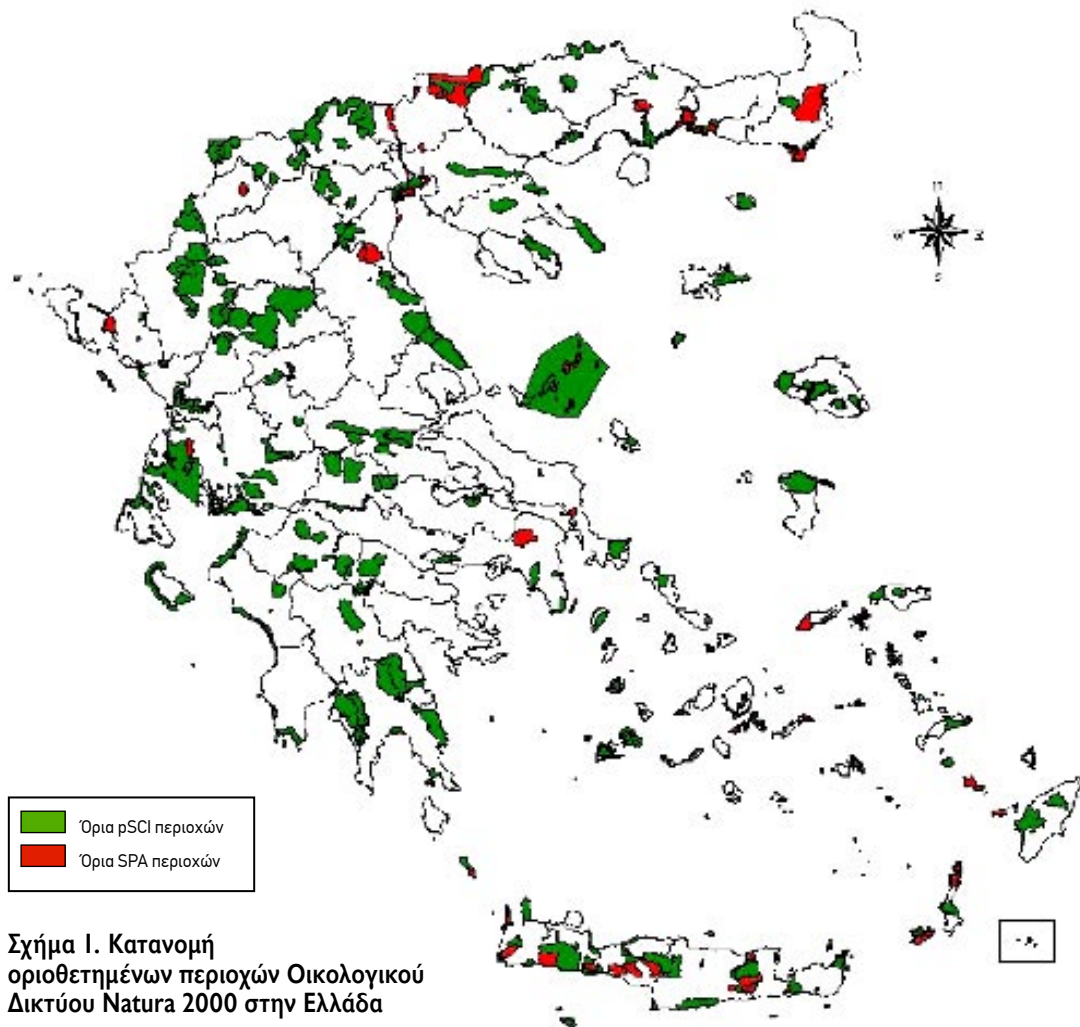 Όρια pSCI περιοχών
Όρια SPA περιοχών
Σχήμα 1. Κατανομή
οριοθετημένων περιοχών Οικολογικού
Δικτύου Natura 2000 στην Ελλάδα